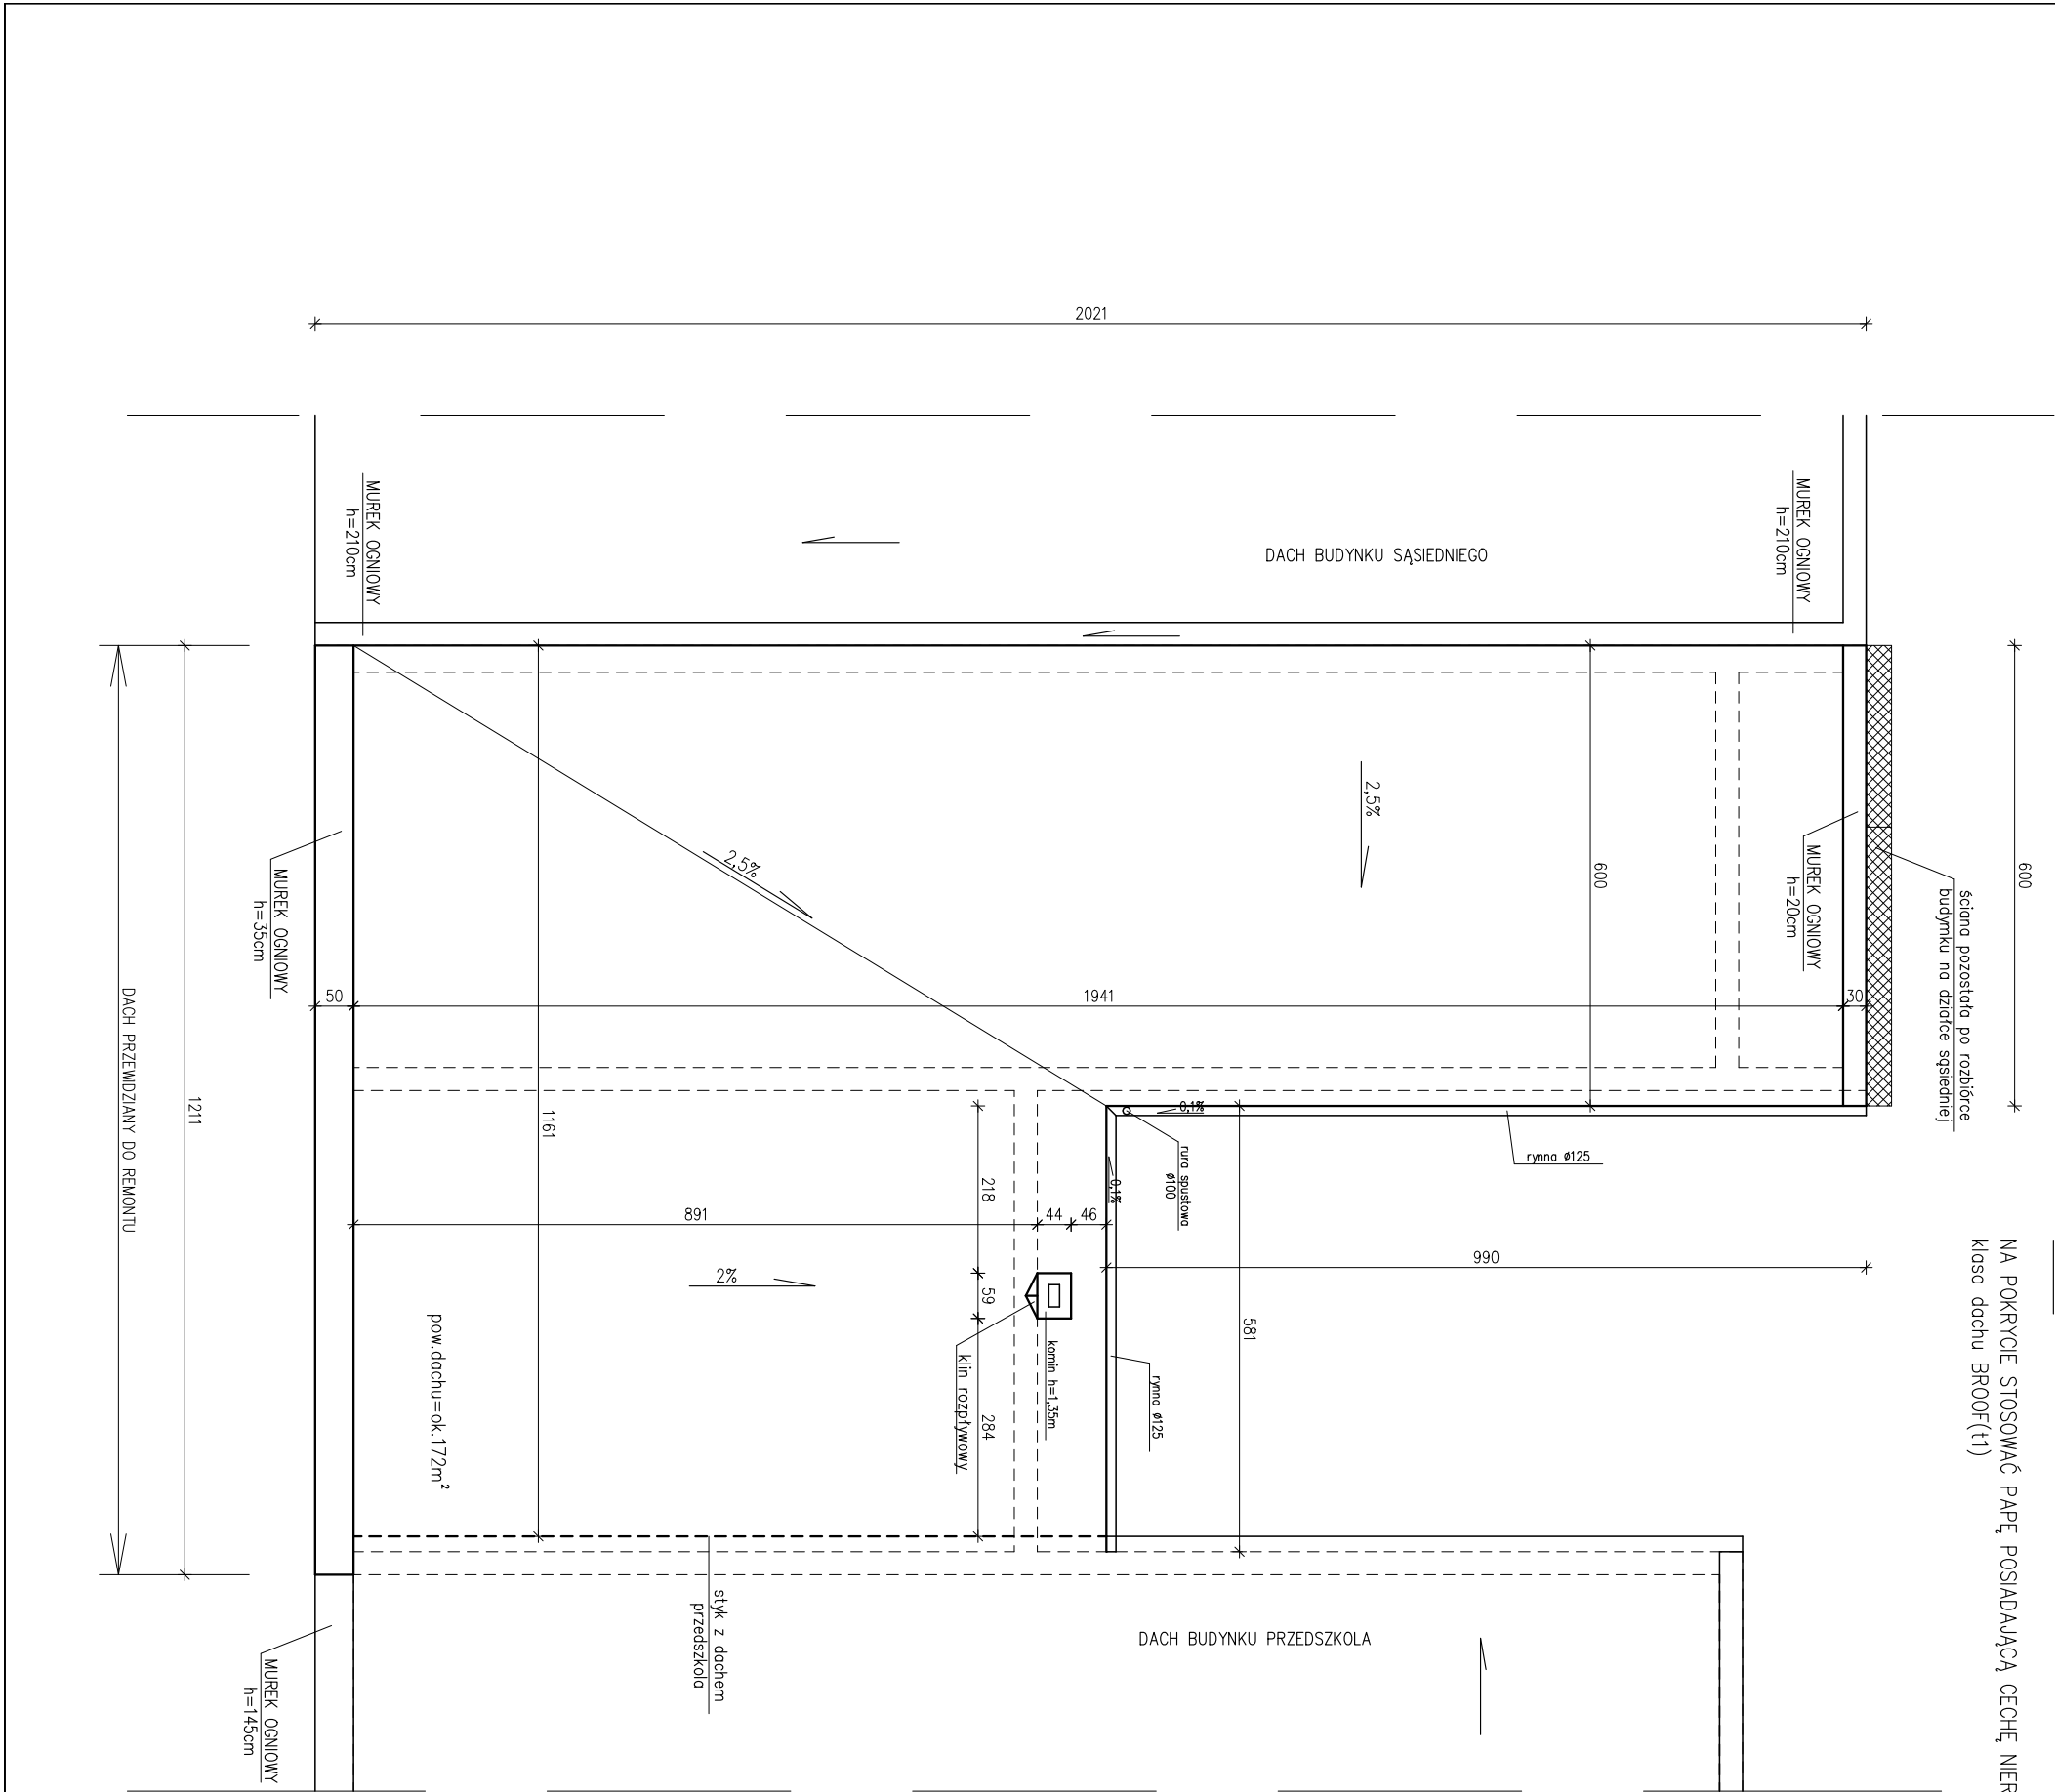 2021
MUREK OGNIOWY
h=210cm
MUREK OGNIOWY
h=210cm
DACH BUDYNKU SĄSIEDNIEGO
600
2,5%
600
MUREK OGNIOWY
h=20cm
ściana pozostała po rozbiórce
budymku na działce sąsiedniej
2,5%
MUREK OGNIOWY
h=35cm
50
1941
30
DACH PRZEWIDZIANY DO REMONTU
1211
1161
0,1%
0,1%
rura spustowa
ø100
rynna ø125
218
891
44
46
990
2%
59
581
komin h=1,35m
klin rozpływowy
284
rynna ø125
pow.dachu=ok.172m²
NA POKRYCIE STOSOWAĆ PAPĘ POSIADAJĄCĄ CECHĘ NIER
klasa dachu BROOF(t1)
styk z dachem
przedszkola
DACH BUDYNKU PRZEDSZKOLA
MUREK OGNIOWY
h=145cm